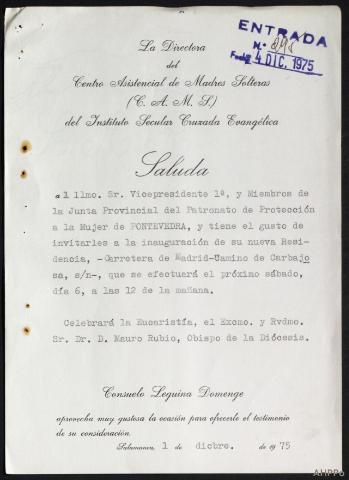 ENTRADA
N.º
Fecha 4 DIC. 1975
La Directora
del
Centro Asistencial de Madres Solteras
(C. A. M. S.)
del Instituto Secular Cruzada Evangélica
Saluda
al Ilmo. Sr. Vicepresidente 1º, y Miembros de
la Junta Provincial del Patronato de Protección
a la Mujer de PONTEVEDRA, y tiene el gusto de
invitarles a la inauguración de su nueva Resi-
dencia, -Carretera de Madrid-Camino de Carbajo
sa, s/n-, que se efectuará el próximo sábado,
día 6, a las 12 de la mañana.
Celebrará la Eucaristía, el Excmo. y Rvdmo.
Sr. Dr. D. Mauro Rubio, Obispo de la Diócesis.
Consuelo Leguina Domenge
aprovecha muy gustosa la ocasión para ofrecerle el testimonio
de su consideración.
Salamanca, 1 de dicbre. de 1975
AHPPo